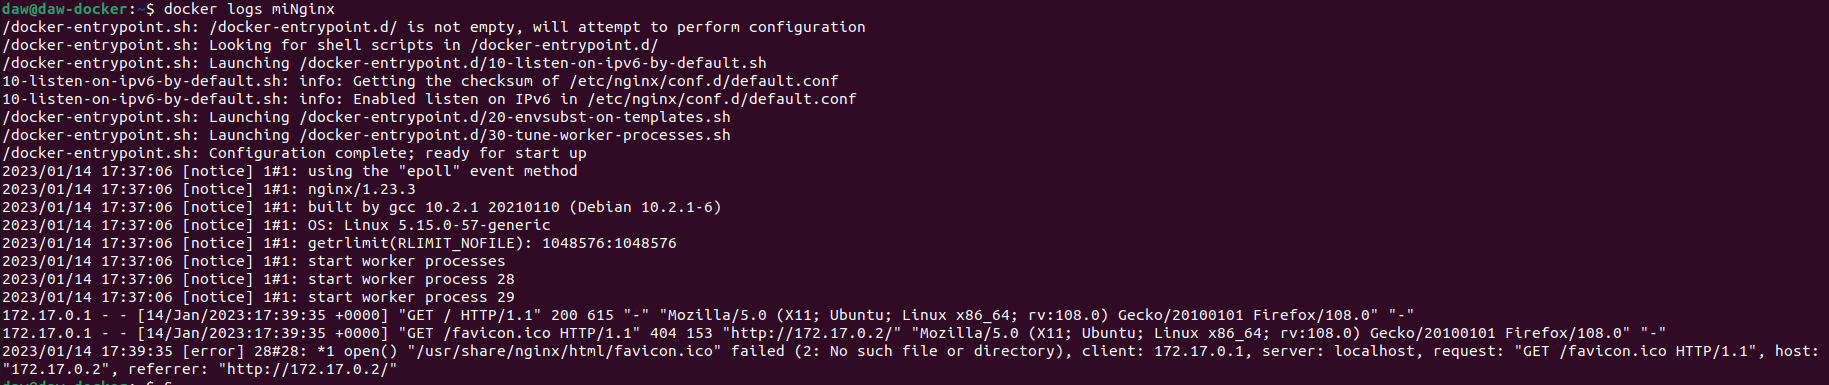 daw@daw-docker:~$ docker logs miNginx
/docker-entrypoint.sh: /docker-entrypoint.d/ is not empty, will attempt to perform configuration
/docker-entrypoint.sh: Looking for shell scripts in /docker-entrypoint.d/
/docker-entrypoint.sh: Launching /docker-entrypoint.d/10-listen-on-ipv6-by-default.sh
10-listen-on-ipv6-by-default.sh: info: Getting the checksum of /etc/nginx/conf.d/default.conf
10-listen-on-ipv6-by-default.sh: info: Enabled listen on IPv6 in /etc/nginx/conf.d/default.conf
/docker-entrypoint.sh: Launching /docker-entrypoint.d/20-envsubst-on-templates.sh
/docker-entrypoint.sh: Launching /docker-entrypoint.d/30-tune-worker-processes.sh
/docker-entrypoint.sh: Configuration complete; ready for start up
2023/01/14 17:37:06 [notice] 1#1: using the "epoll" event method
2023/01/14 17:37:06 [notice] 1#1: nginx/1.23.3
2023/01/14 17:37:06 [notice] 1#1: built by gcc 10.2.1 20210110 (Debian 10.2.1-6)
2023/01/14 17:37:06 [notice] 1#1: OS: Linux 5.15.0-57-generic
2023/01/14 17:37:06 [notice] 1#1: getrlimit(RLIMIT_NOFILE): 1048576:1048576
2023/01/14 17:37:06 [notice] 1#1: start worker processes
2023/01/14 17:37:06 [notice] 1#1: start worker process 28
2023/01/14 17:37:06 [notice] 1#1: start worker process 29
172.17.0.1 - - [14/Jan/2023:17:39:35 +0000] "GET / HTTP/1.1" 200 615 "-" "Mozilla/5.0 (X11; Ubuntu; Linux x86_64; rv:108.0) Gecko/20100101 Firefox/108.0" "-"
172.17.0.1 - - [14/Jan/2023:17:39:35 +0000] "GET /favicon.ico HTTP/1.1" 404 153 "http://172.17.0.2/" "Mozilla/5.0 (X11; Ubuntu; Linux x86_64; rv:108.0) Gecko/20100101 Firefox/108.0" "-"
2023/01/14 17:39:35 [error] 28#28: *1 open() "/usr/share/nginx/html/favicon.ico" failed (2: No such file or directory), client: 172.17.0.1, server: localhost, request: "GET /favicon.ico HTTP/1.1", host:
"172.17.0.2", referrer: "http://172.17.0.2/"